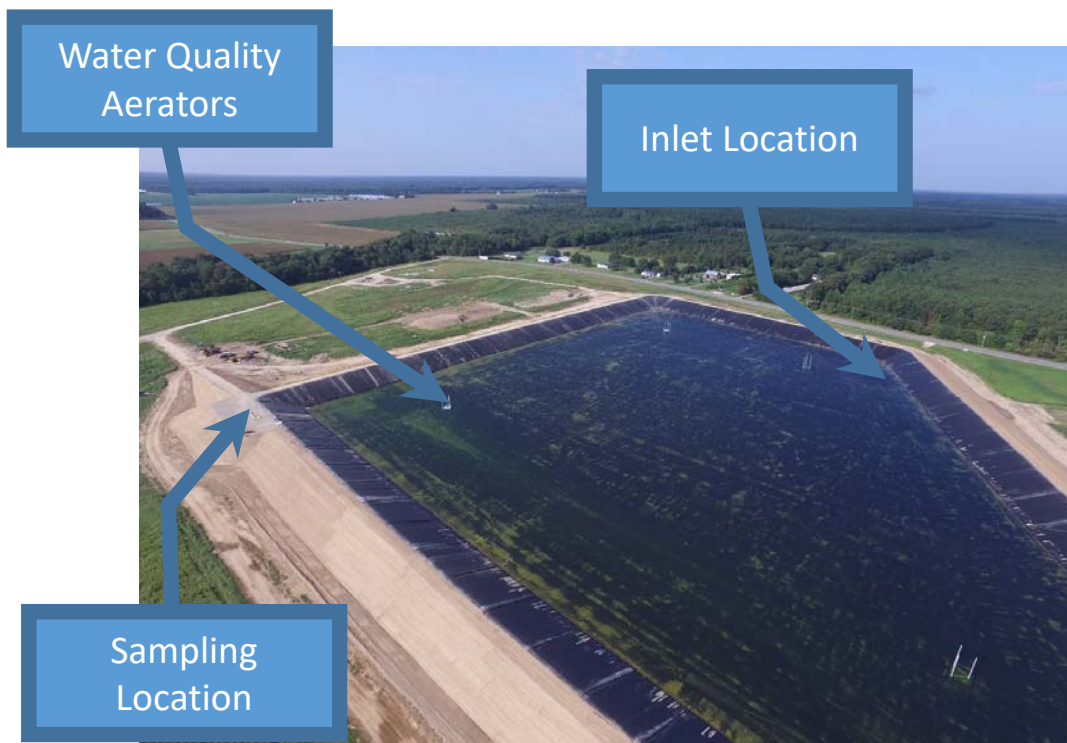 Water Quality
Aerators
Inlet Location
Sampling
Location